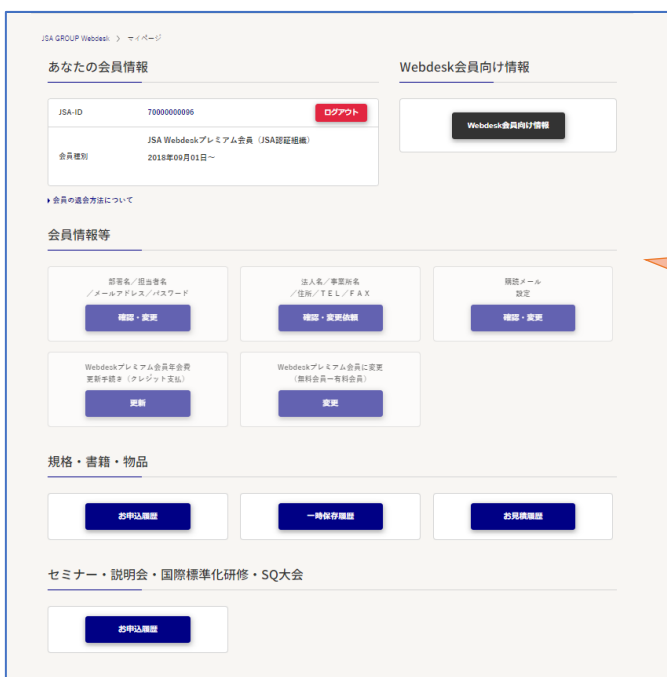 JSA GROUP Webdesk > マイページ
あなたの会員情報
Webdesk会員向け情報
JSA-ID 70000000096 ログアウト
Webdesk会員向け情報
会員種別 JSA Webdeskプレミアム会員（JSA認証組織）
2018年09月01日～
会員の退会方法について
会員情報等
部署名／担当者名
／メールアドレス／パスワード
確認・変更
法人名／事業所名
／住所／ＴＥＬ／ＦＡＸ
確認・変更依頼
購読メール
設定
確認・変更
Webdeskプレミアム会員年会費
更新手続き（クレジット支払）
更新
Webdeskプレミアム会員に変更
（無料会員→有料会員）
変更
規格・書籍・物品
お申込履歴
一時保存履歴
お見積履歴
セミナー・説明会・国際標準化研修・SQ大会
お申込履歴